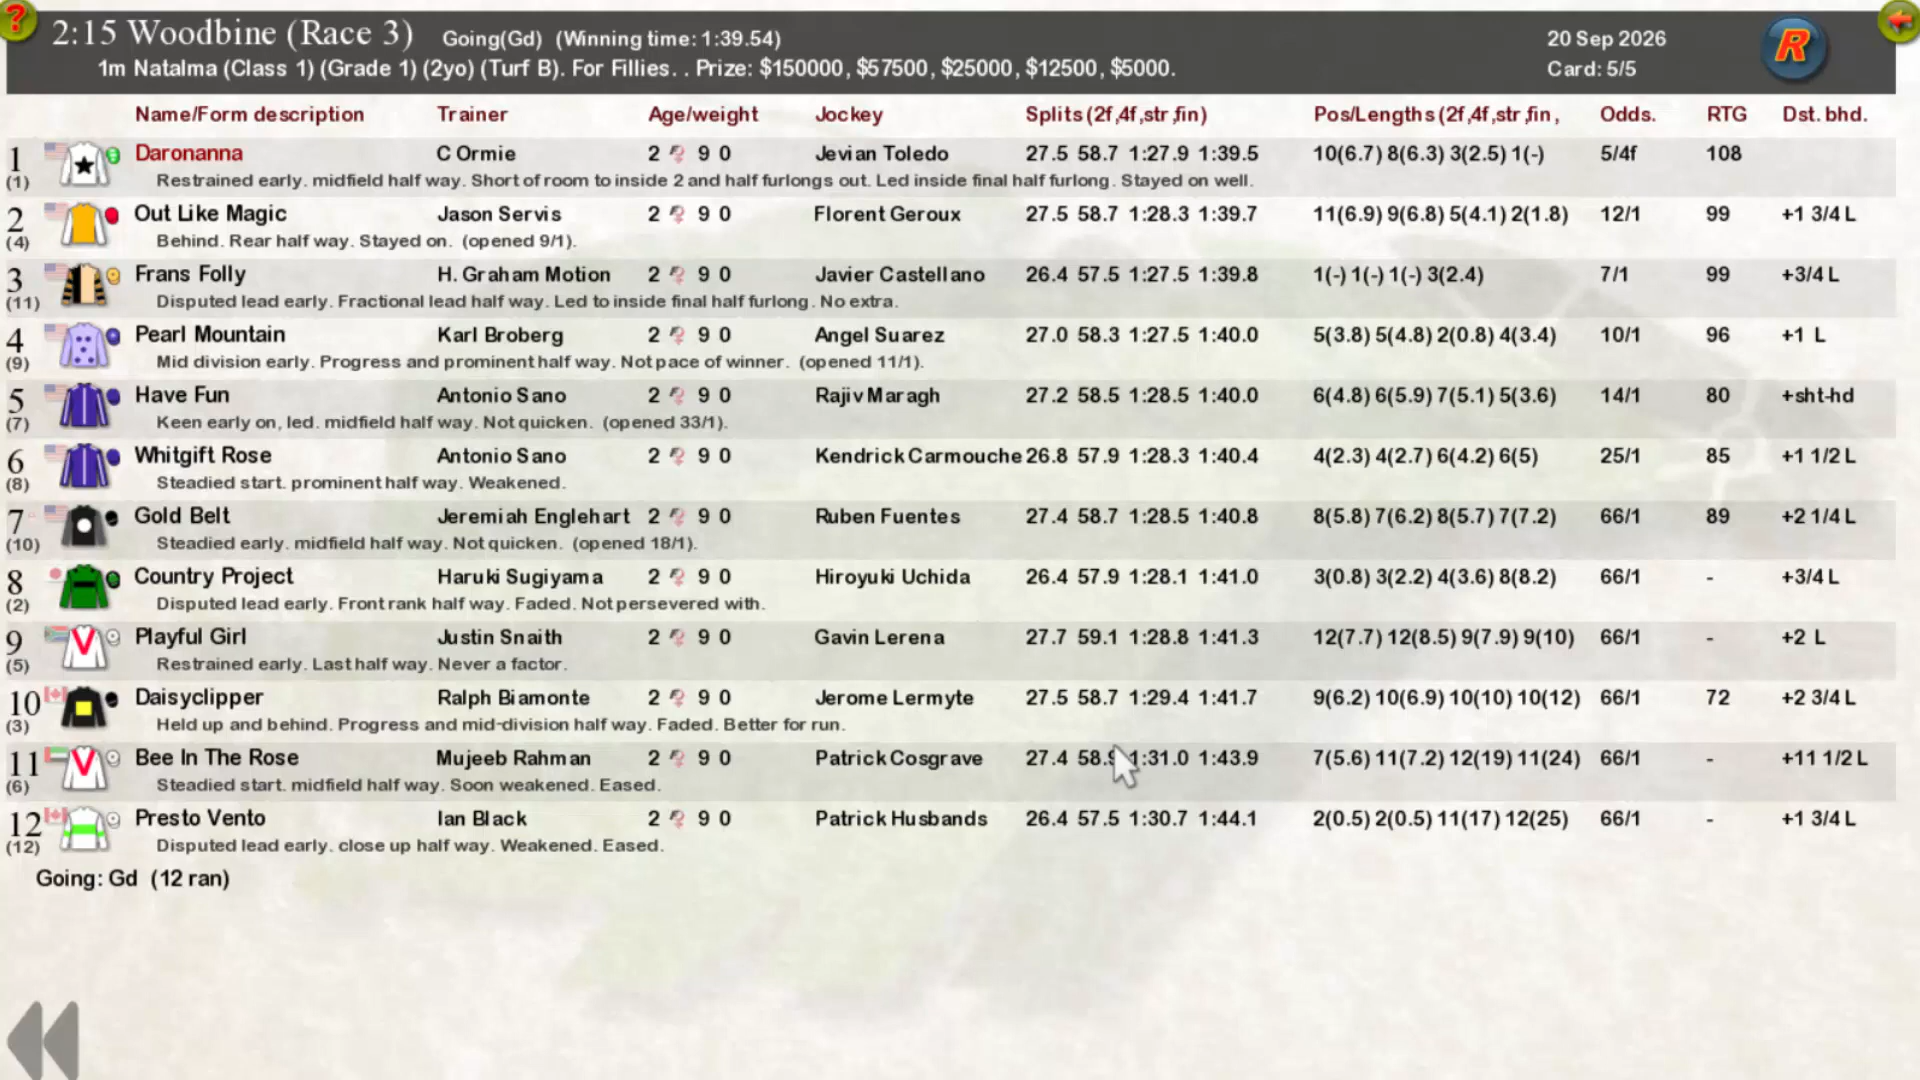 ?
2:15 Woodbine (Race 3) Going(Gd) (Winning time: 1:39.54) 20 Sep 2026 R
1m Natalma (Class 1) (Grade 1) (2yo) (Turf B). For Fillies. . Prize: $150000, $57500, $25000, $12500, $5000. Card: 5/5
Name/Form description Trainer Age/weight Jockey Splits (2f,4f,str,fin) Pos/Lengths (2f,4f,str,fin, Odds. RTG Dst. bhd.
1 Daronanna C Ormie 2 9 0 Jevian Toledo 27.5 58.7 1:27.9 1:39.5 10(6.7) 8(6.3) 3(2.5) 1(-) 5/4f 108
(1) Restrained early. midfield half way. Short of room to inside 2 and half furlongs out. Led inside final half furlong. Stayed on well.
2 Out Like Magic Jason Servis 2 9 0 Florent Geroux 27.5 58.7 1:28.3 1:39.7 11(6.9) 9(6.8) 5(4.1) 2(1.8) 12/1 99 +1 3/4 L
(4) Behind. Rear half way. Stayed on. (opened 9/1).
3 Frans Folly H. Graham Motion 2 9 0 Javier Castellano 26.4 57.5 1:27.5 1:39.8 1(-) 1(-) 1(-) 3(2.4) 7/1 99 +3/4 L
(11) Disputed lead early. Fractional lead half way. Led to inside final half furlong. No extra.
4 Pearl Mountain Karl Broberg 2 9 0 Angel Suarez 27.0 58.3 1:27.5 1:40.0 5(3.8) 5(4.8) 2(0.8) 4(3.4) 10/1 96 +1 L
(9) Mid division early. Progress and prominent half way. Not pace of winner. (opened 11/1).
5 Have Fun Antonio Sano 2 9 0 Rajiv Maragh 27.2 58.5 1:28.5 1:40.0 6(4.8) 6(5.9) 7(5.1) 5(3.6) 14/1 80 +sht-hd
(7) Keen early on, led. midfield half way. Not quicken. (opened 33/1).
6 Whitgift Rose Antonio Sano 2 9 0 Kendrick Carmouche 26.8 57.9 1:28.3 1:40.4 4(2.3) 4(2.7) 6(4.2) 6(5) 25/1 85 +1 1/2 L
(8) Steadied start. prominent half way. Weakened.
7 Gold Belt Jeremiah Englehart 2 9 0 Ruben Fuentes 27.4 58.7 1:28.5 1:40.8 8(5.8) 7(6.2) 8(5.7) 7(7.2) 66/1 89 +2 1/4 L
(10) Steadied early. midfield half way. Not quicken. (opened 18/1).
8 Country Project Haruki Sugiyama 2 9 0 Hiroyuki Uchida 26.4 57.9 1:28.1 1:41.0 3(0.8) 3(2.2) 4(3.6) 8(8.2) 66/1 - +3/4 L
(2) Disputed lead early. Front rank half way. Faded. Not persevered with.
9 Playful Girl Justin Snaith 2 9 0 Gavin Lerena 27.7 59.1 1:28.8 1:41.3 12(7.7) 12(8.5) 9(7.9) 9(10) 66/1 - +2 L
(5) Restrained early. Last half way. Never a factor.
10 Daisyclipper Ralph Biamonte 2 9 0 Jerome Lermyte 27.5 58.7 1:29.4 1:41.7 9(6.2) 10(6.9) 10(10) 10(12) 66/1 72 +2 3/4 L
(3) Held up and behind. Progress and mid-division half way. Faded. Better for run.
11 Bee In The Rose Mujeeb Rahman 2 9 0 Patrick Cosgrave 27.4 58.9 1:31.0 1:43.9 7(5.6) 11(7.2) 12(19) 11(24) 66/1 - +11 1/2 L
(6) Steadied start. midfield half way. Soon weakened. Eased.
12 Presto Vento Ian Black 2 9 0 Patrick Husbands 26.4 57.5 1:30.7 1:44.1 2(0.5) 2(0.5) 11(17) 12(25) 66/1 - +1 3/4 L
(12) Disputed lead early. close up half way. Weakened. Eased.
Going: Gd (12 ran)